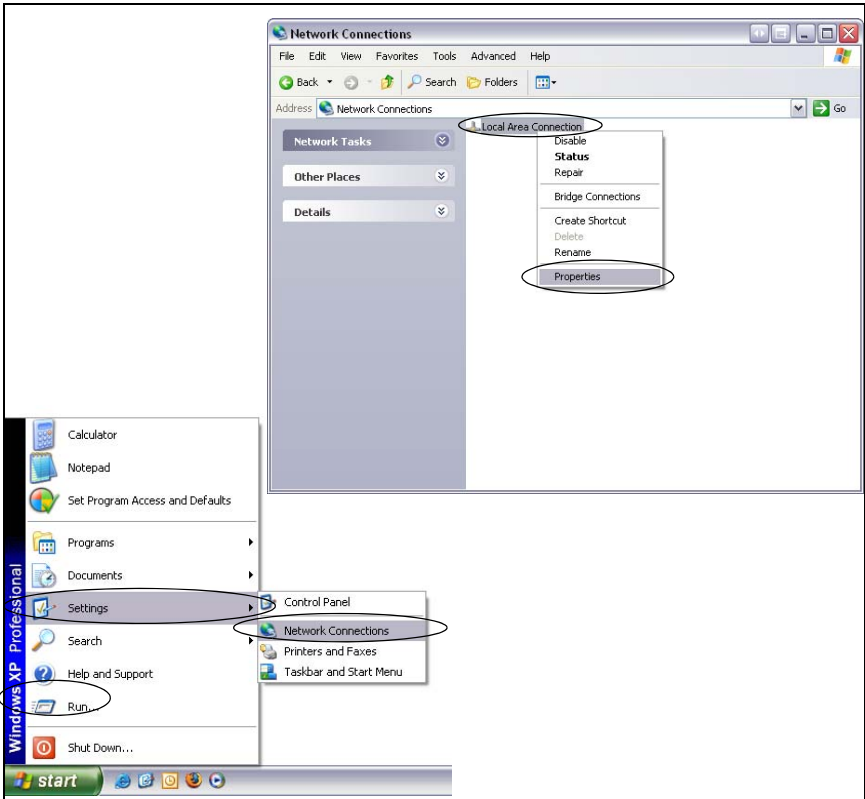 Network Connections
File Edit View Favorites Tools Advanced Help
Back Search Folders
Address Network Connections Go
Network Tasks
Other Places
Details
Local Area Connection
Disable
Status
Repair
Bridge Connections
Create Shortcut
Delete
Rename
Properties
Calculator
Notepad
Set Program Access and Defaults
Programs
Documents
Settings
Search
Help and Support
Run...
Shut Down...
Windows XP Professional
Control Panel
Network Connections
Printers and Faxes
Taskbar and Start Menu
start